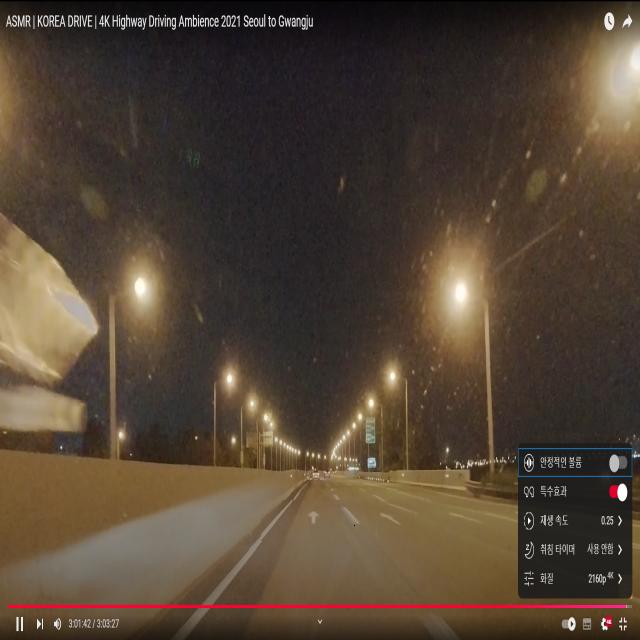 ASMR | KOREA DRIVE | 4K Highway Driving Ambience 2021 Seoul to Gwangju
안정적인 볼륨
특수효과
재생 속도 0.25
취침 타이머 사용 안함
화질 2160p 4K
3:01:42 / 3:03:27